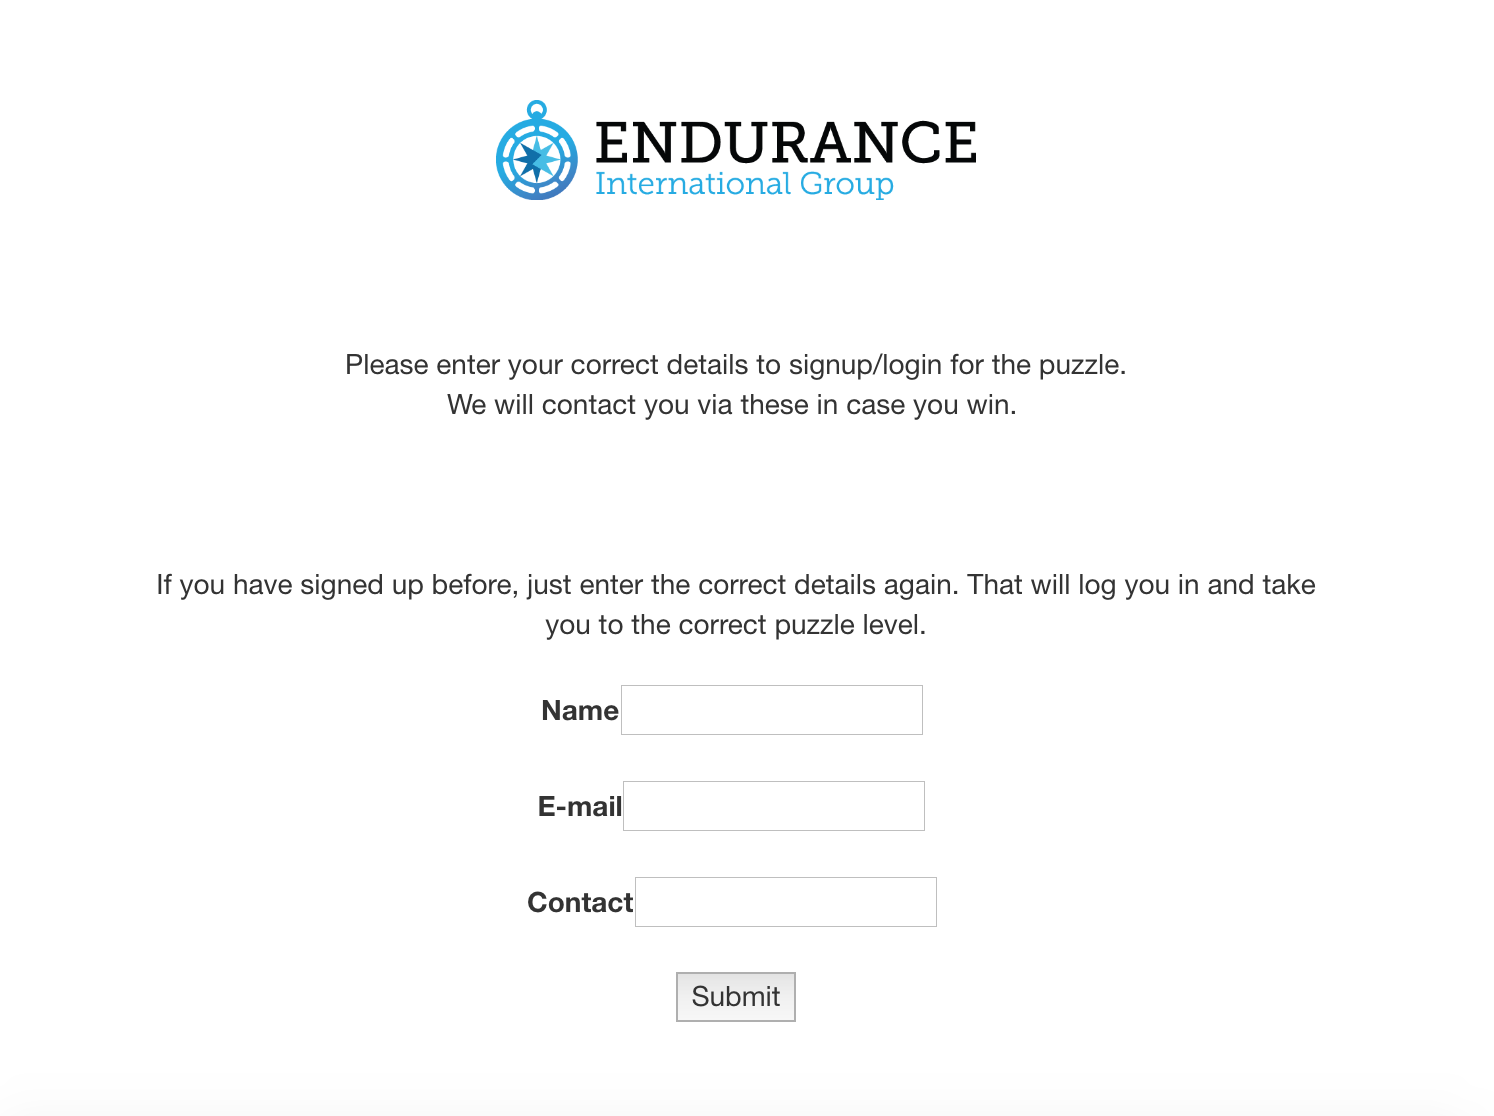 ENDURANCE
International Group
Please enter your correct details to signup/login for the puzzle.
We will contact you via these in case you win.
If you have signed up before, just enter the correct details again. That will log you in and take
you to the correct puzzle level.
Name
E-mail
Contact
Submit